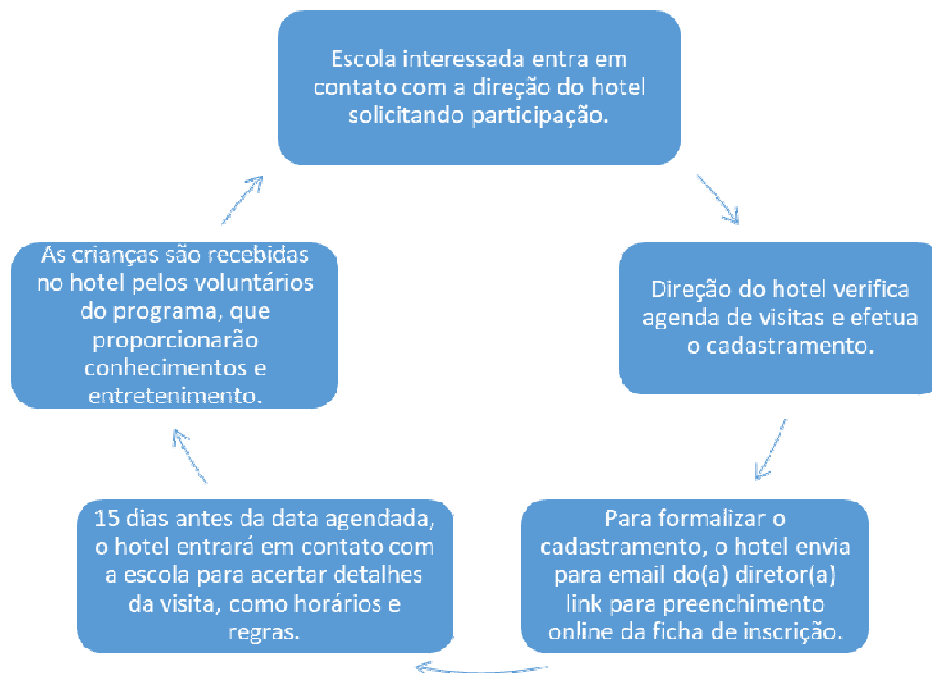 Escola interessada entra em
contato com a direção do hotel
solicitando participação.
Direção do hotel verifica
agenda de visitas e efetua
o cadastramento.
Para formalizar o
cadastramento, o hotel envia
para email do(a) diretor(a)
link para preenchimento
online da ficha de inscrição.
15 dias antes da data agendada,
o hotel entrará em contato com
a escola para acertar detalhes
da visita, como horários e
regras.
As crianças são recebidas
no hotel pelos voluntários
do programa, que
proporcionarão
conhecimentos e
entretenimento.